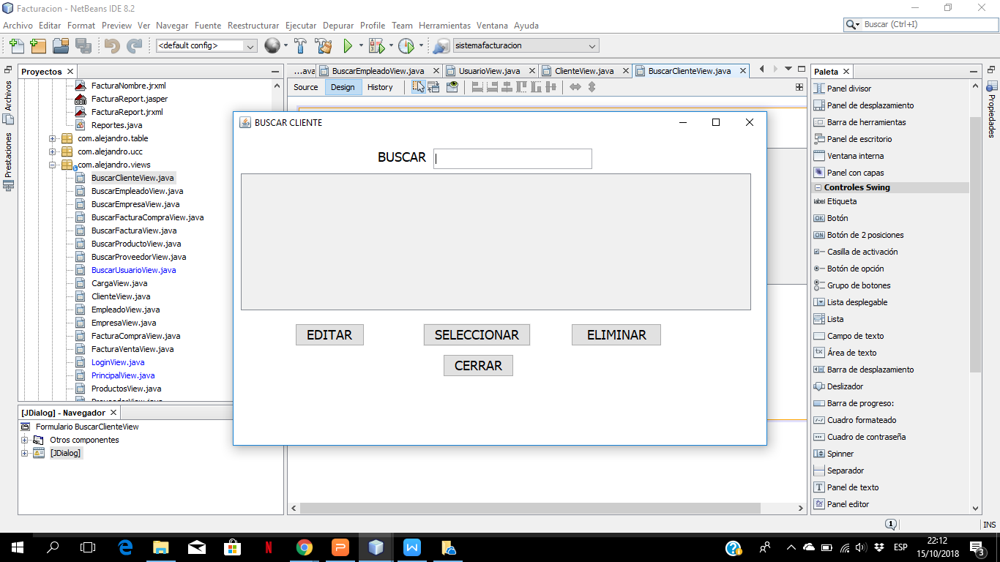 Facturacion - NetBeans IDE 8.2
Archivo Editar Format Preview Ver Navegar Fuente Reestructurar Ejecutar Depurar Profile Team Herramientas Ventana Ayuda
Buscar (Ctrl+I)
<default config>
sistemafacturacion
Archivos
Prestaciones
Proyectos
FacturaNombre.jrxml
FacturaReport.jasper
FacturaReport.jrxml
Reportes.java
com.alejandro.table
com.alejandro.ucc
com.alejandro.views
BuscarClienteView.java
BuscarEmpleadoView.java
BuscarEmpresaView.java
BuscarFacturaCompraView.java
BuscarFacturaView.java
BuscarProductoView.java
BuscarProveedorView.java
BuscarUsuarioView.java
CargaView.java
ClienteView.java
EmpleadoView.java
EmpresaView.java
FacturaCompraView.java
FacturaVentaView.java
LoginView.java
PrincipalView.java
ProductosView.java
ProveedorView.java
[JDialog] - Navegador
Formulario BuscarClienteView
Otros componentes
[JDialog]
...ava BuscarEmpleadoView.java UsuarioView.java ClienteView.java BuscarClienteView.java
Source Design History
BUSCAR CLIENTE
BUSCAR
EDITAR SELECCIONAR ELIMINAR
CERRAR
Paleta
Panel divisor
Panel de desplazamiento
Barra de herramientas
Panel de escritorio
Ventana interna
Panel con capas
Controles Swing
label Etiqueta
OK Botón
ON Botón de 2 posiciones
Casilla de activación
Botón de opción
Grupo de botones
Lista desplegable
Lista
Campo de texto
Área de texto
Barra de desplazamiento
Deslizador
Barra de progreso:
Cuadro formateado
Cuadro de contraseña
Spinner
Separador
Panel de texto
Panel editor
Propiedades
1
INS
ESP
22:12
15/10/2018
3